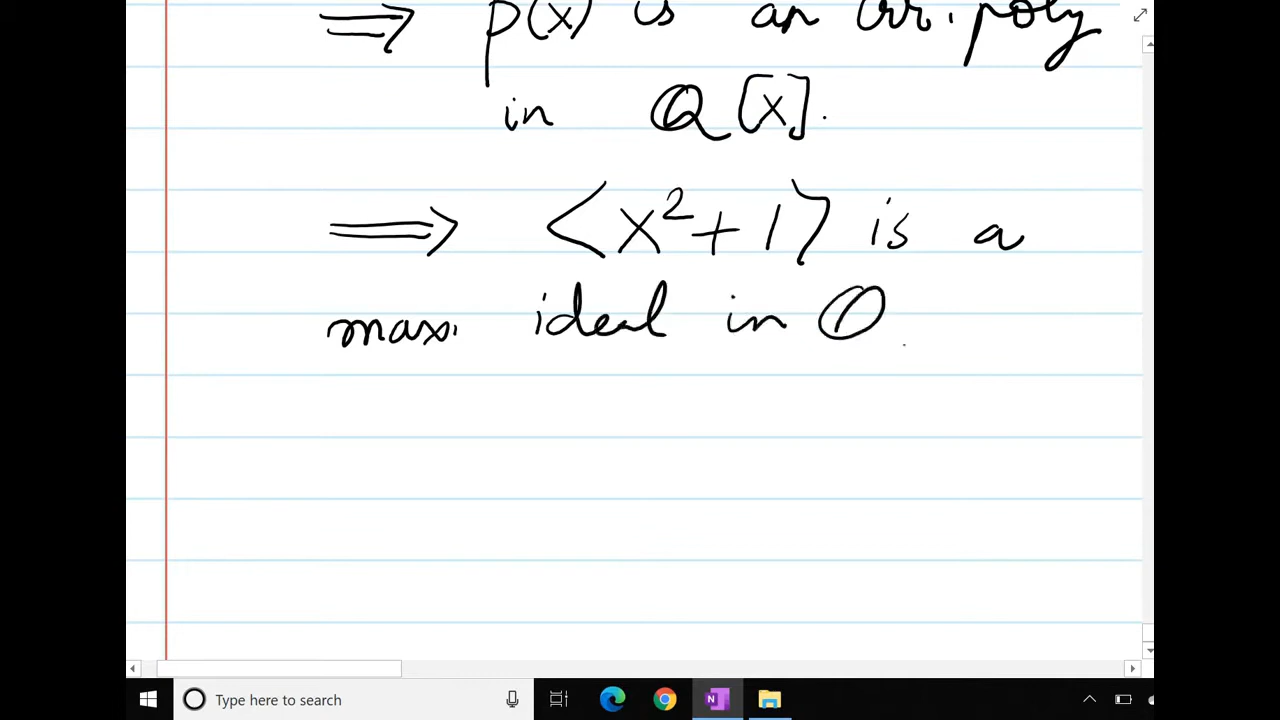 ⟹ p(x) is an irr. poly
in ℚ[x].
⟹ <x²+1> is a
max. ideal in
Type here to search